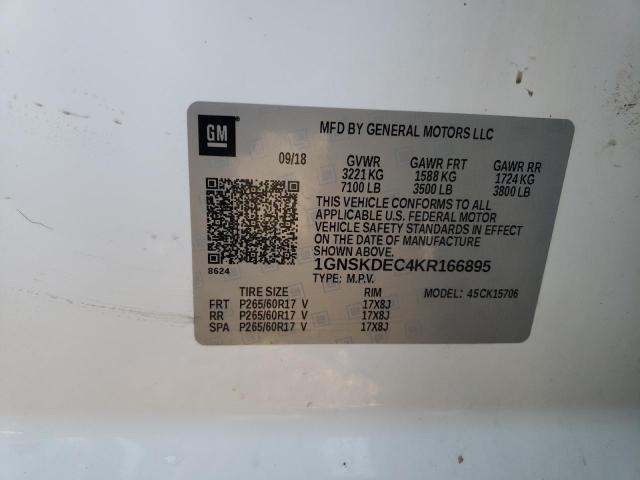 GM
MFD BY GENERAL MOTORS LLC
09/18 GVWR GAWR FRT GAWR RR
3221 KG 1588 KG 1724 KG
7100 LB 3500 LB 3800 LB
THIS VEHICLE CONFORMS TO ALL
APPLICABLE U.S. FEDERAL MOTOR
VEHICLE SAFETY STANDARDS IN EFFECT
ON THE DATE OF MANUFACTURE
SHOWN ABOVE.
8624
1GNSKDEC4KR166895
TYPE: M.P.V. MODEL: 45CK15706
TIRE SIZE RIM
FRT P265/60R17 V 17X8J
RR P265/60R17 V 17X8J
SPA P265/60R17 V 17X8J